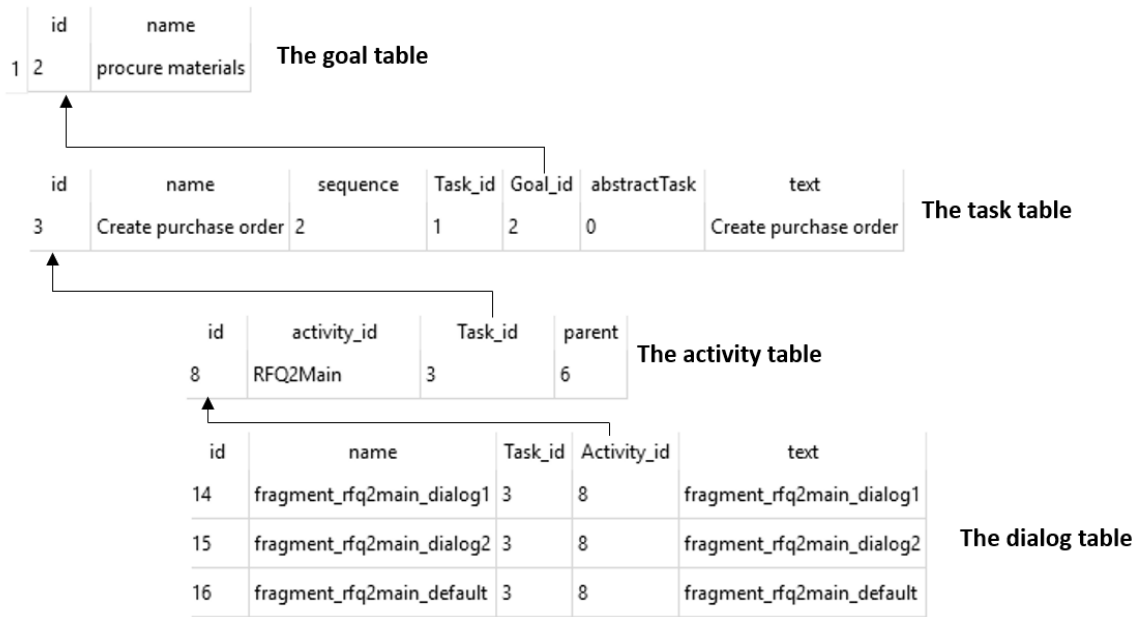 id name
The goal table
1 2 procure materials
id name sequence Task_id Goal_id abstractTask text
3 Create purchase order 2 1 2 0 Create purchase order
The task table
id activity_id Task_id parent
The activity table
8 RFQ2Main 3 6
id name Task_id Activity_id text
14 fragment_rfq2main_dialog1 3 8 fragment_rfq2main_dialog1
15 fragment_rfq2main_dialog2 3 8 fragment_rfq2main_dialog2
The dialog table
16 fragment_rfq2main_default 3 8 fragment_rfq2main_default